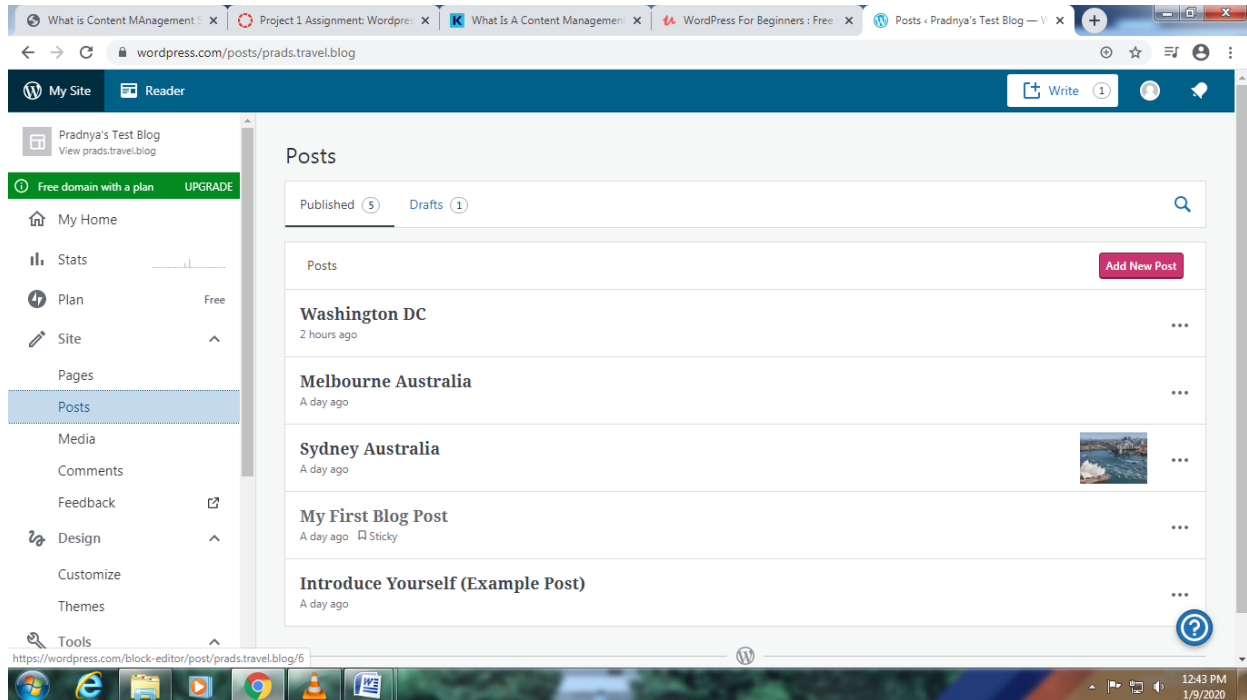 What is Content MAnagement S
Project 1 Assignment: Wordpres
K What Is A Content Management
WordPress For Beginners : Free
Posts ‹ Pradnya's Test Blog — W
wordpress.com/posts/prads.travel.blog
My Site
Reader
Write 1
Pradnya's Test Blog
View prads.travel.blog
Free domain with a plan UPGRADE
My Home
Stats
Plan Free
Site
Pages
Posts
Media
Comments
Feedback
Design
Customize
Themes
Tools
https://wordpress.com/block-editor/post/prads.travel.blog/6
Posts
Published 5 Drafts 1
Posts Add New Post
Washington DC
2 hours ago
Melbourne Australia
A day ago
Sydney Australia
A day ago
My First Blog Post
A day ago Sticky
Introduce Yourself (Example Post)
A day ago
12:43 PM
1/9/2020